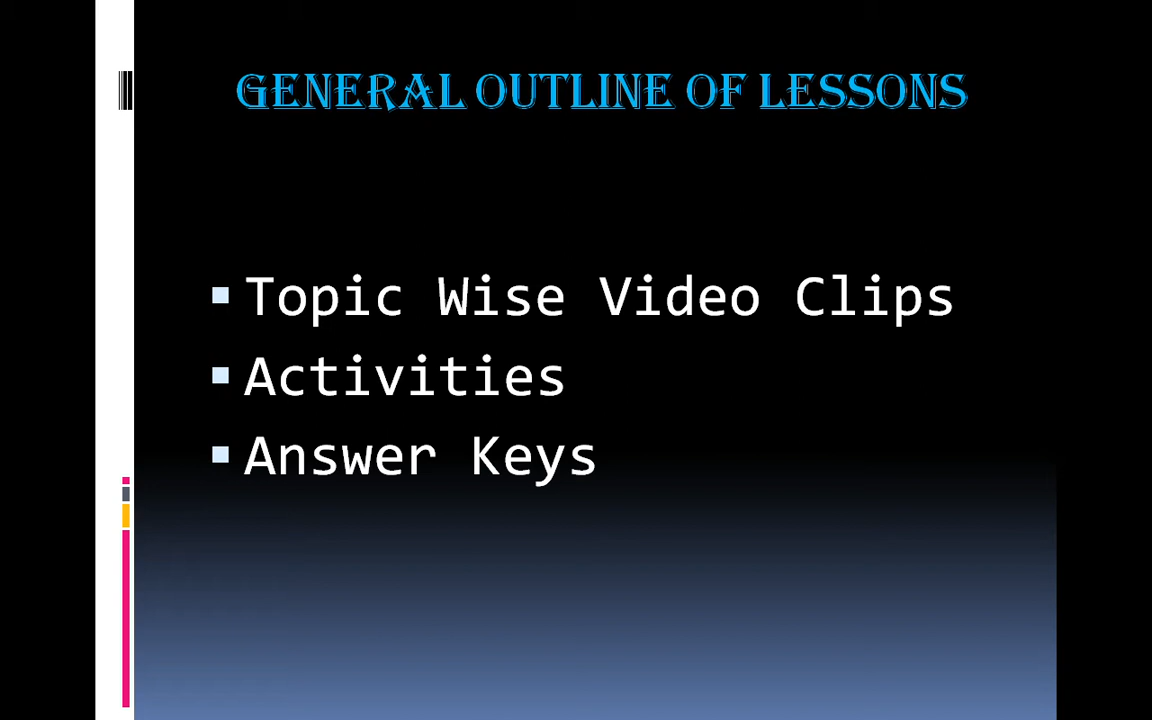 GENERAL OUTLINE OF LESSONS
Topic Wise Video Clips
Activities
Answer Keys